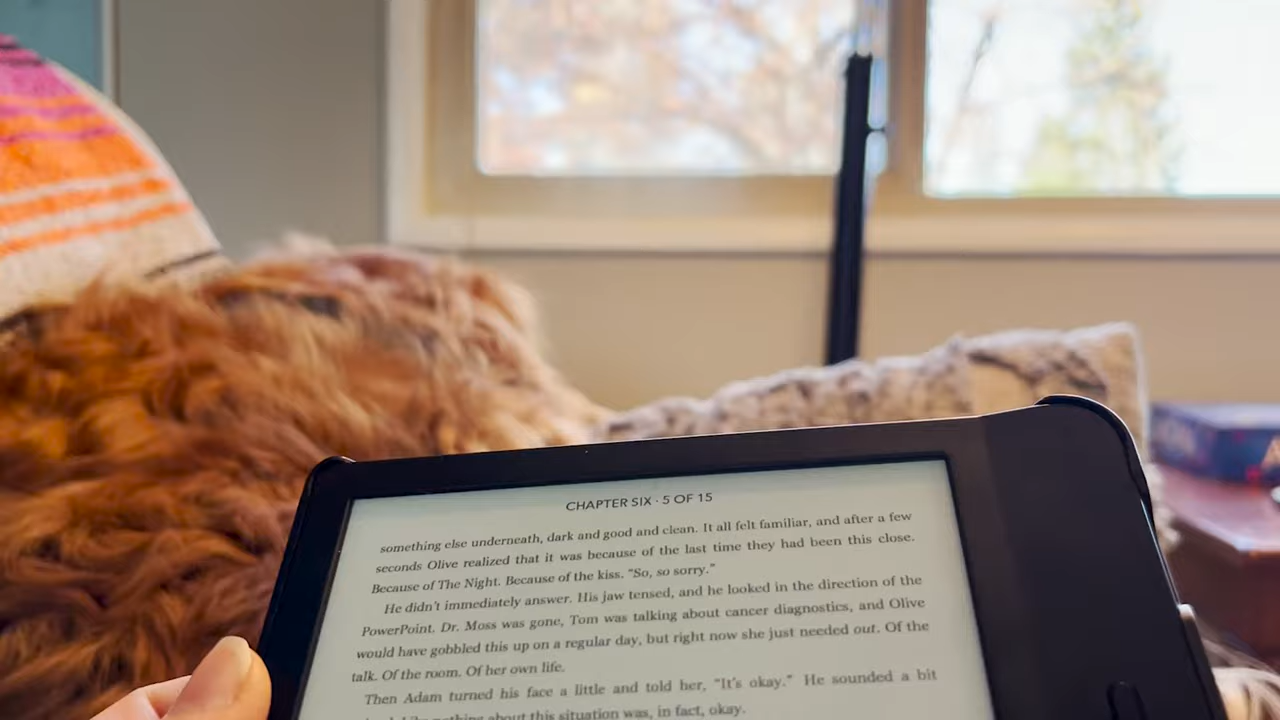 CHAPTER SIX · 5 OF 15
something else underneath, dark and good and clean. It all felt familiar, and after a few
seconds Olive realized that it was because of the last time they had been this close.
Because of The Night. Because of the kiss. “So, so sorry.”
He didn’t immediately answer. His jaw tensed, and he looked in the direction of the
PowerPoint. Dr. Moss was gone, Tom was talking about cancer diagnostics, and Olive
would have gobbled this up on a regular day, but right now she just needed out. Of the
talk. Of the room. Of her own life.
Then Adam turned his face a little and told her, “It’s okay.” He sounded a bit
nothing about this situation was, in fact, okay.